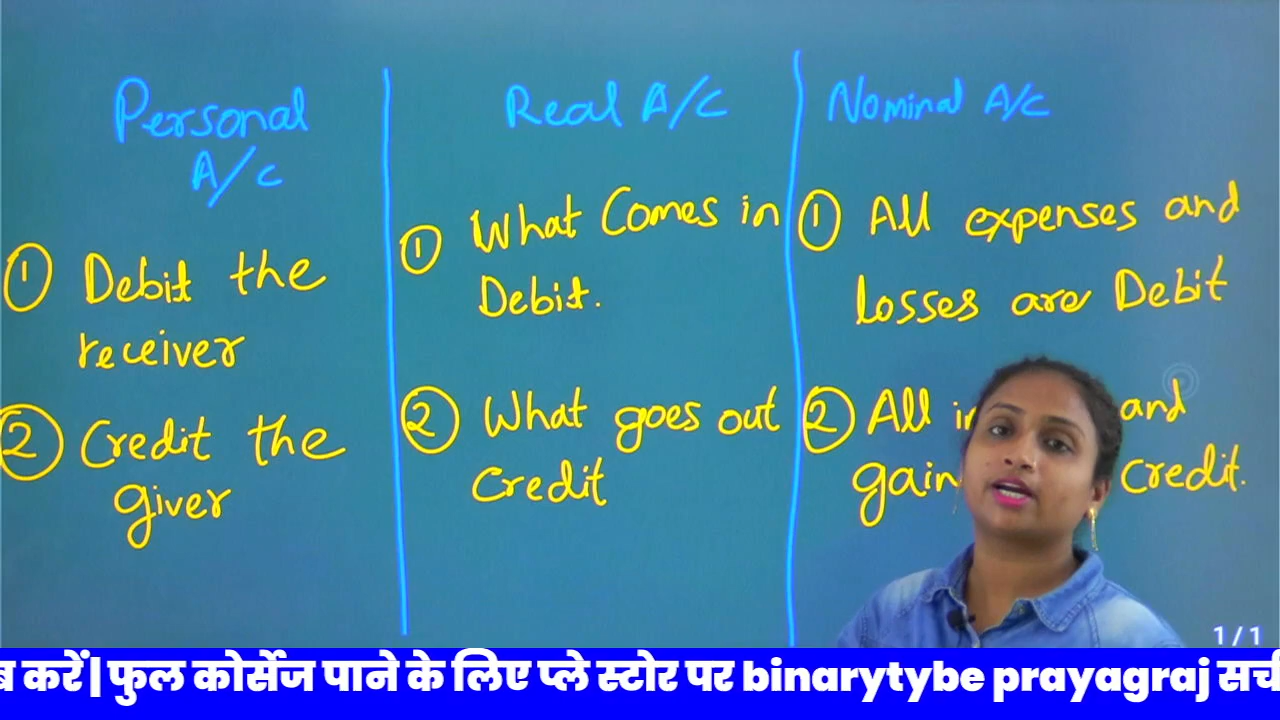 Personal
A/C
① Debit the
receiver
② Credit the
giver
Real A/C
① What Comes in
Debit.
② What goes out
Credit
Nominal A/C
① All expenses and
losses are Debit
② All and
credit.
1 / 1
करें| फुल कोर्सेज पाने के लिए प्ले स्टोर पर binarytybe prayagraj